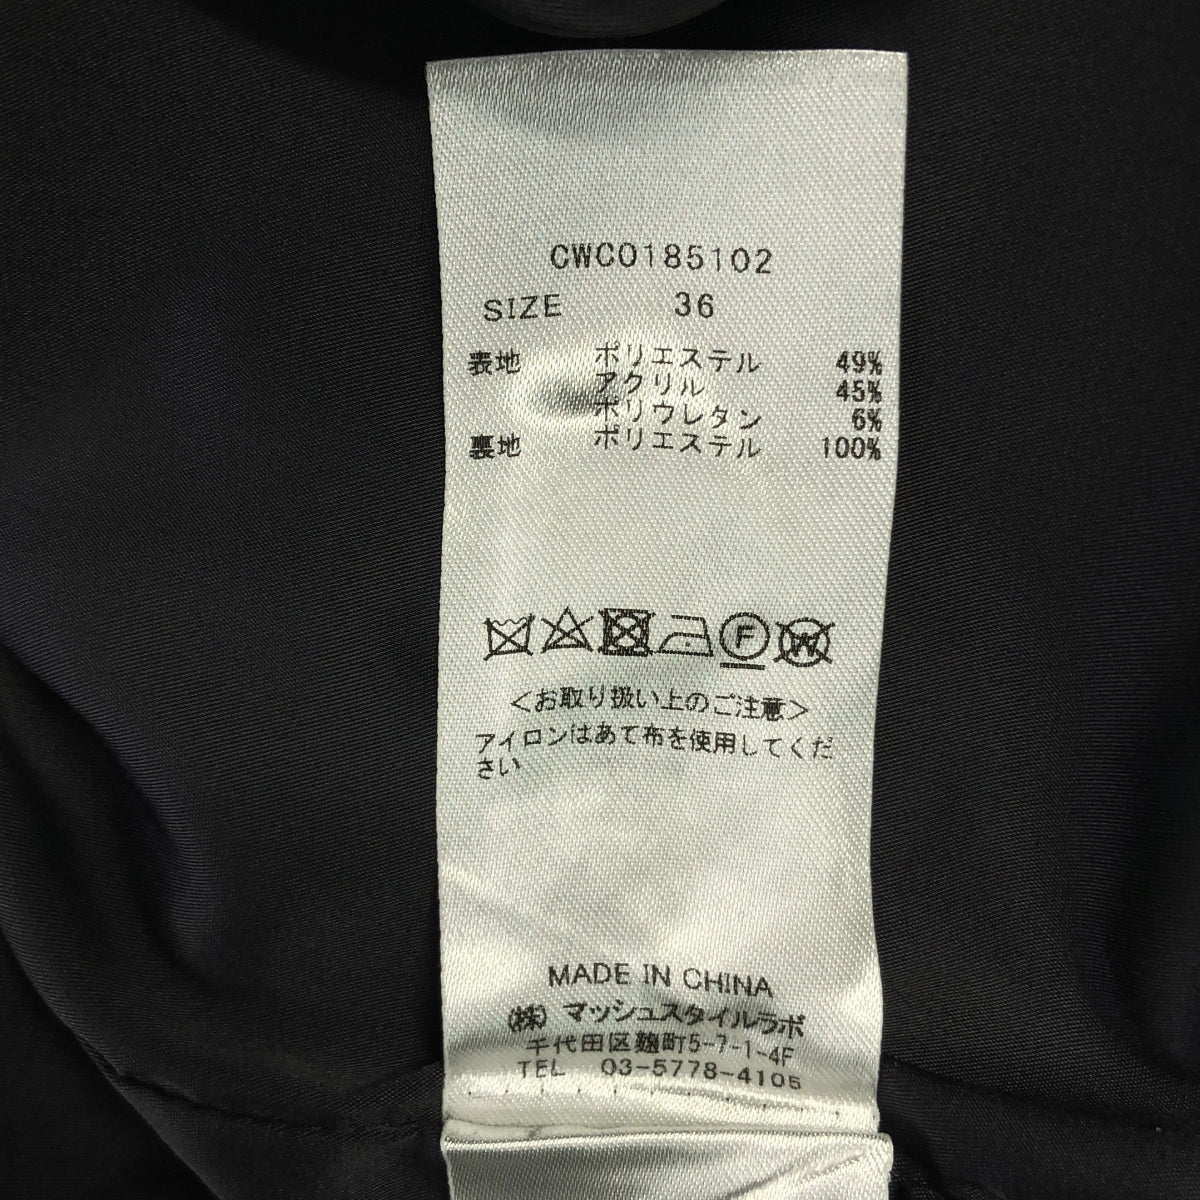 CWCO185102
SIZE 36
表地 ポリエステル 49%
アクリル 45%
ポリウレタン 6%
裏地 ポリエステル 100%
F W
＜お取り扱い上のご注意＞
アイロンはあて布を使用してくだ
さい
MADE IN CHINA
(株) マッシュスタイルラボ
千代田区麹町5-7-1-4F
TEL 03-5778-4105